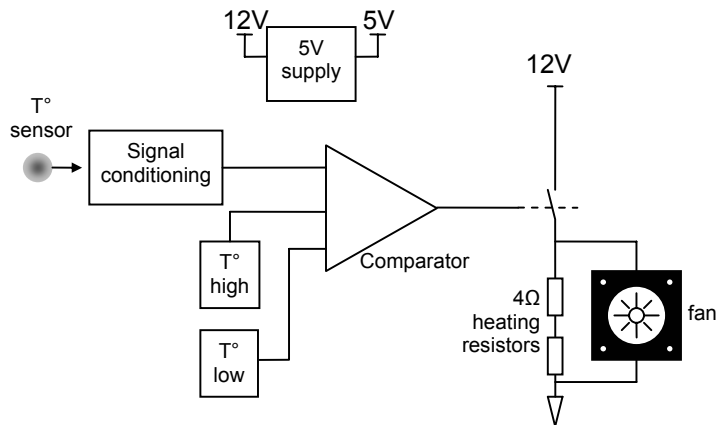 12V
5V
5V
supply
12V
T°
sensor
Signal
conditioning
Comparator
T°
high
4Ω
heating
resistors
fan
T°
low